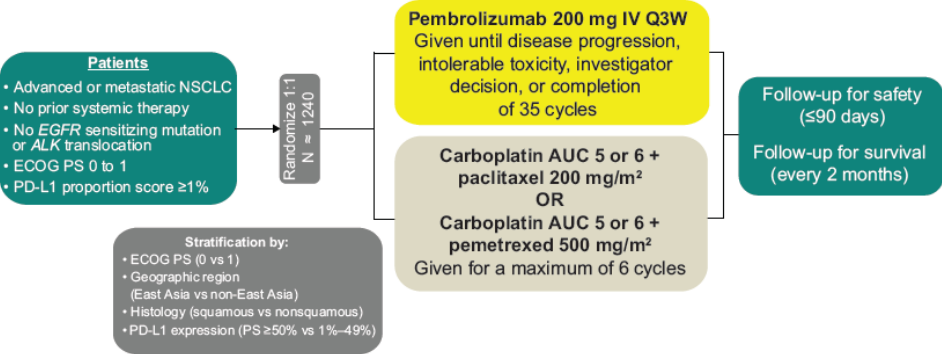 Patients
• Advanced or metastatic NSCLC
• No prior systemic therapy
• No EGFR sensitizing mutation
or ALK translocation
• ECOG PS 0 to 1
• PD-L1 proportion score ≥1%
Randomize 1:1
N ≈ 1240
Pembrolizumab 200 mg IV Q3W
Given until disease progression,
intolerable toxicity, investigator
decision, or completion
of 35 cycles
Carboplatin AUC 5 or 6 +
paclitaxel 200 mg/m²
OR
Carboplatin AUC 5 or 6 +
pemetrexed 500 mg/m²
Given for a maximum of 6 cycles
Follow-up for safety
(≤90 days)
Follow-up for survival
(every 2 months)
Stratification by:
• ECOG PS (0 vs 1)
• Geographic region
(East Asia vs non-East Asia)
• Histology (squamous vs nonsquamous)
• PD-L1 expression (PS ≥50% vs 1%–49%)